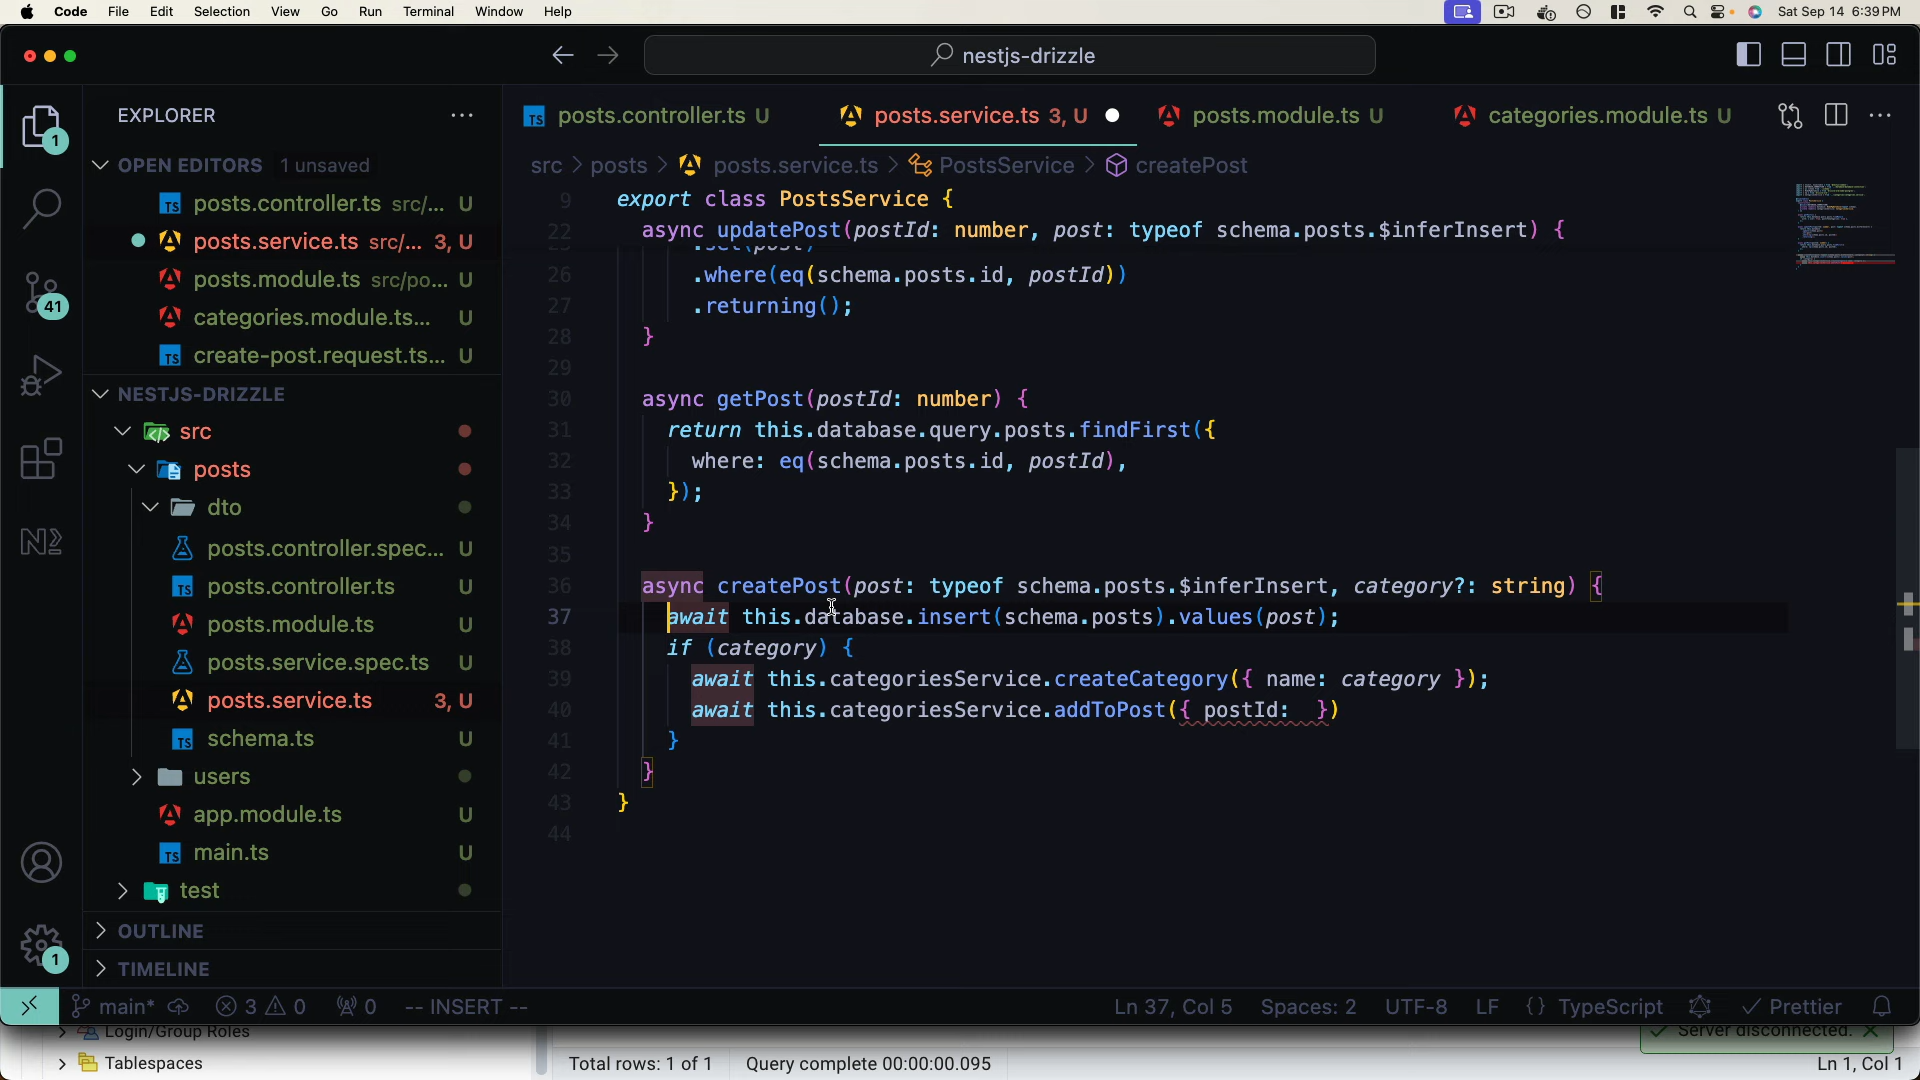 Code File Edit Selection View Go Run Terminal Window Help Sat Sep 14 6:39 PM
nestjs-drizzle
EXPLORER
posts.controller.ts U posts.service.ts 3, U posts.module.ts U categories.module.ts U
OPEN EDITORS 1 unsaved
posts.controller.ts src/... U
posts.service.ts src/... 3, U
posts.module.ts src/po... U
categories.module.ts... U
create-post.request.ts... U
NESTJS-DRIZZLE
src
posts
dto
posts.controller.spec... U
posts.controller.ts U
posts.module.ts U
posts.service.spec.ts U
posts.service.ts 3, U
schema.ts U
users
app.module.ts U
main.ts U
test
OUTLINE
TIMELINE
1
41
1
src > posts > posts.service.ts > PostsService > createPost
9 export class PostsService {
22 async updatePost(postId: number, post: typeof schema.posts.$inferInsert) {
.set(post)
26 .where(eq(schema.posts.id, postId))
27 .returning();
28 }
29
30 async getPost(postId: number) {
31 return this.database.query.posts.findFirst({
32 where: eq(schema.posts.id, postId),
33 });
34 }
35
36 async createPost(post: typeof schema.posts.$inferInsert, category?: string) {
37 await this.database.insert(schema.posts).values(post);
38 if (category) {
39 await this.categoriesService.createCategory({ name: category });
40 await this.categoriesService.addToPost({ postId:  })
41 }
42 }
43 }
44
main* 3 0 0 -- INSERT -- Ln 37, Col 5 Spaces: 2 UTF-8 LF {} TypeScript Prettier
Login/Group Roles Server disconnected.
Tablespaces Total rows: 1 of 1 Query complete 00:00:00.095 Ln 1, Col 1